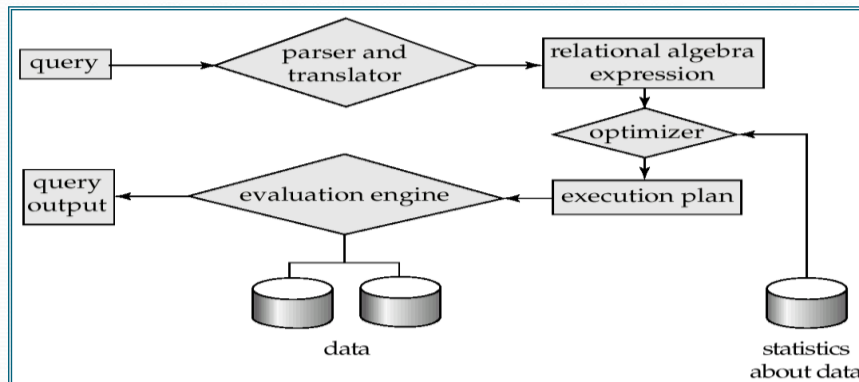 query
parser and
translator
relational algebra
expression
optimizer
query
output
evaluation engine
execution plan
data
statistics
about data